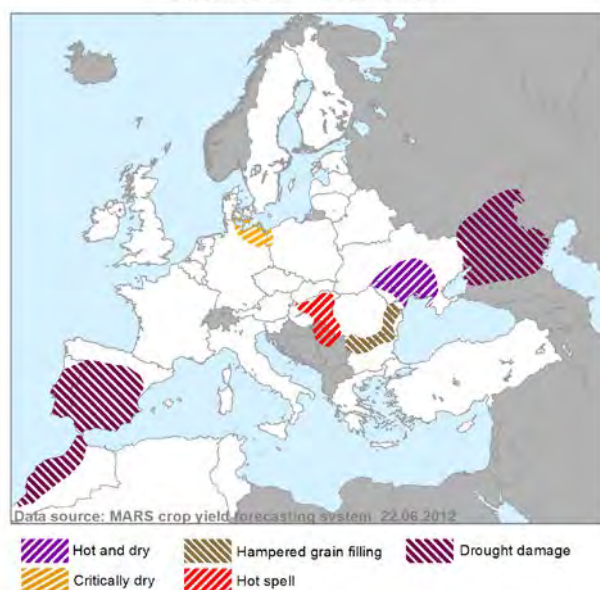 Data source: MARS crop yield forecasting system 22.06.2012
Hot and dry
Hampered grain filling
Drought damage
Critically dry
Hot spell